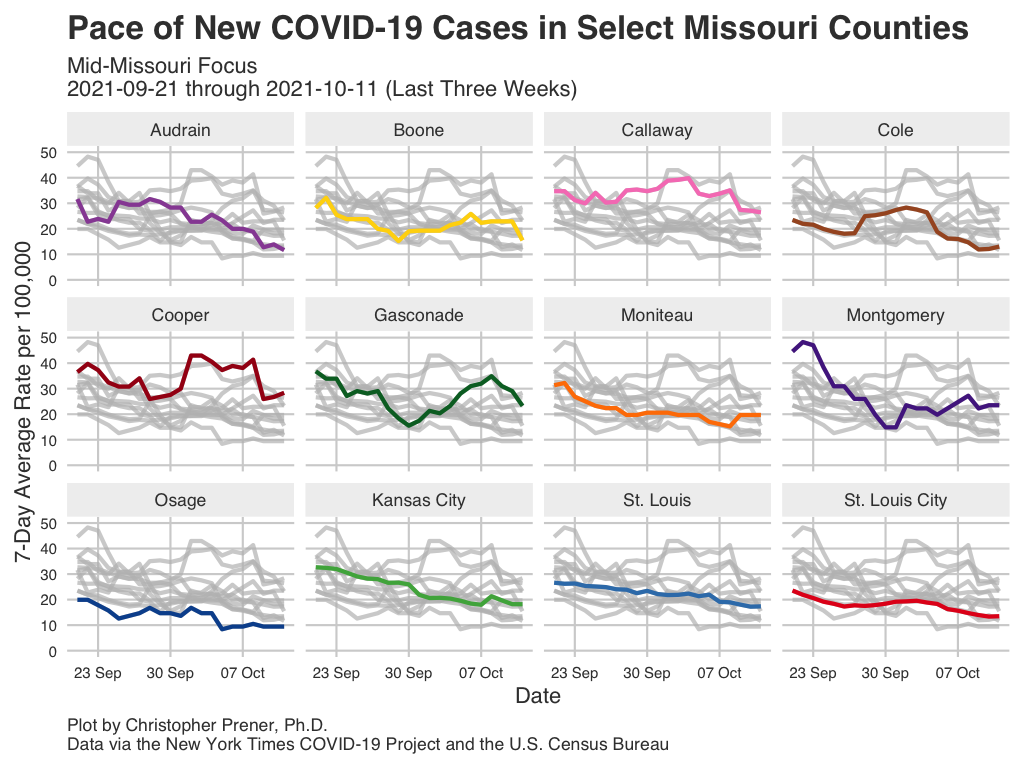 Pace of New COVID-19 Cases in Select Missouri Counties
Mid-Missouri Focus
2021-09-21 through 2021-10-11 (Last Three Weeks)
7-Day Average Rate per 100,000
Audrain Boone Callaway Cole
50
40
30
20
10
0
Cooper Gasconade Moniteau Montgomery
50
40
30
20
10
0
Osage Kansas City St. Louis St. Louis City
50
40
30
20
10
0
23 Sep 30 Sep 07 Oct 23 Sep 30 Sep 07 Oct 23 Sep 30 Sep 07 Oct 23 Sep 30 Sep 07 Oct
Date
Plot by Christopher Prener, Ph.D.
Data via the New York Times COVID-19 Project and the U.S. Census Bureau